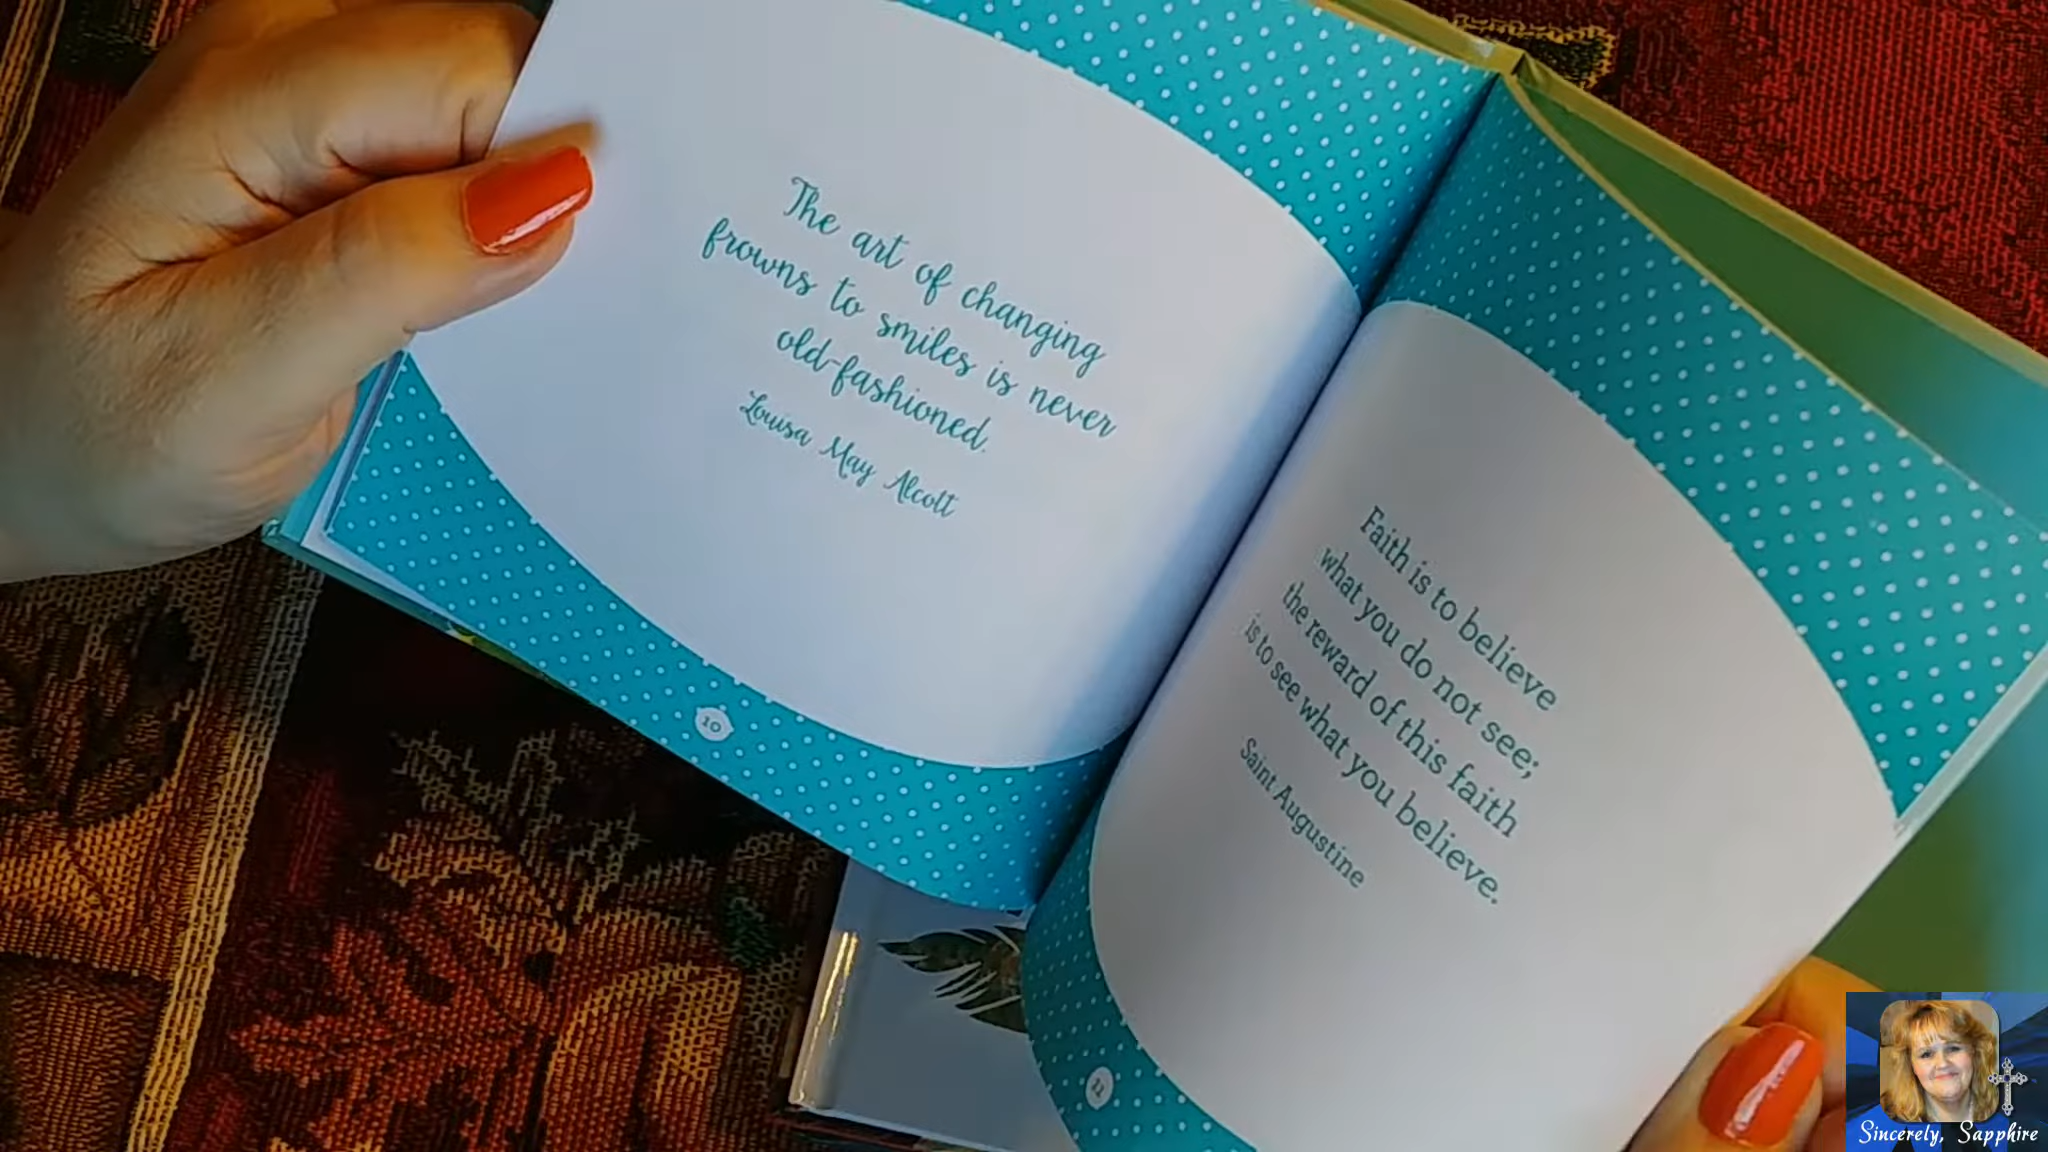 The art of changing
frowns to smiles is never
old-fashioned.
Louisa May Alcott
10
Faith is to believe
what you do not see;
the reward of this faith
is to see what you believe.
Saint Augustine
11
Sincerely, Sapphire